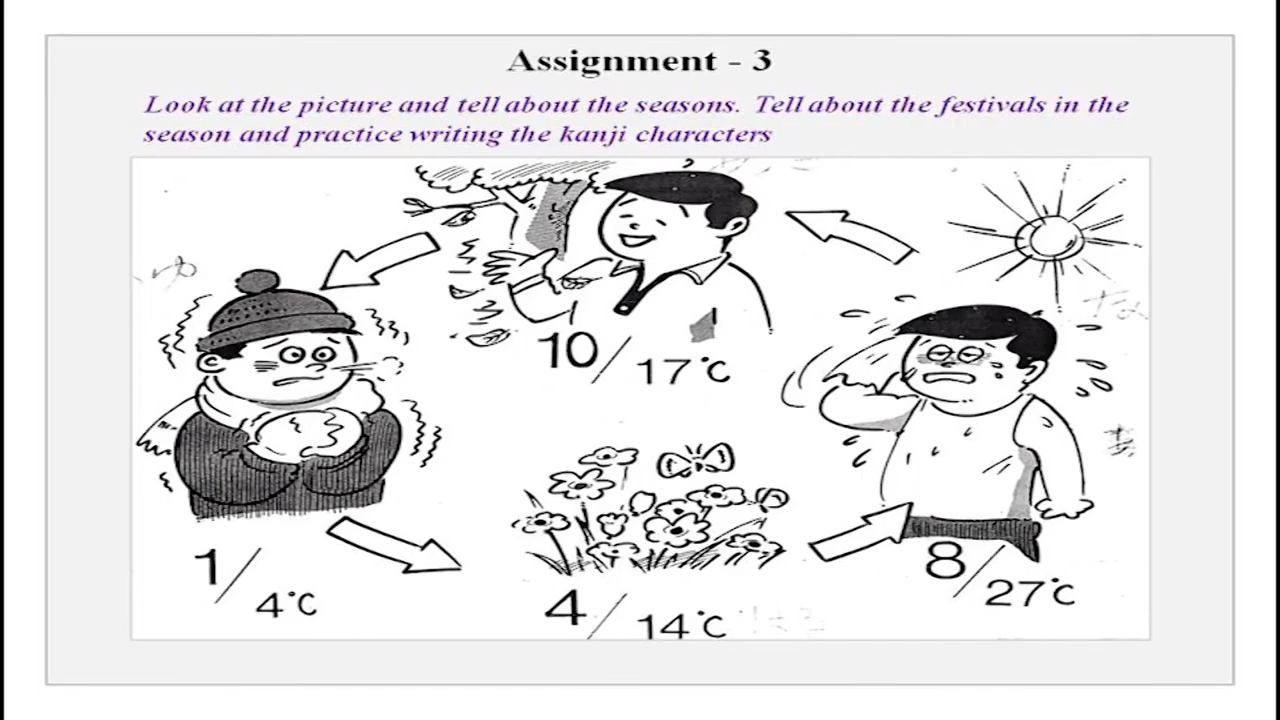 Assignment - 3
Look at the picture and tell about the seasons. Tell about the festivals in the
season and practice writing the kanji characters
10/17°C
1/4°C
4/14°C
8/27°C